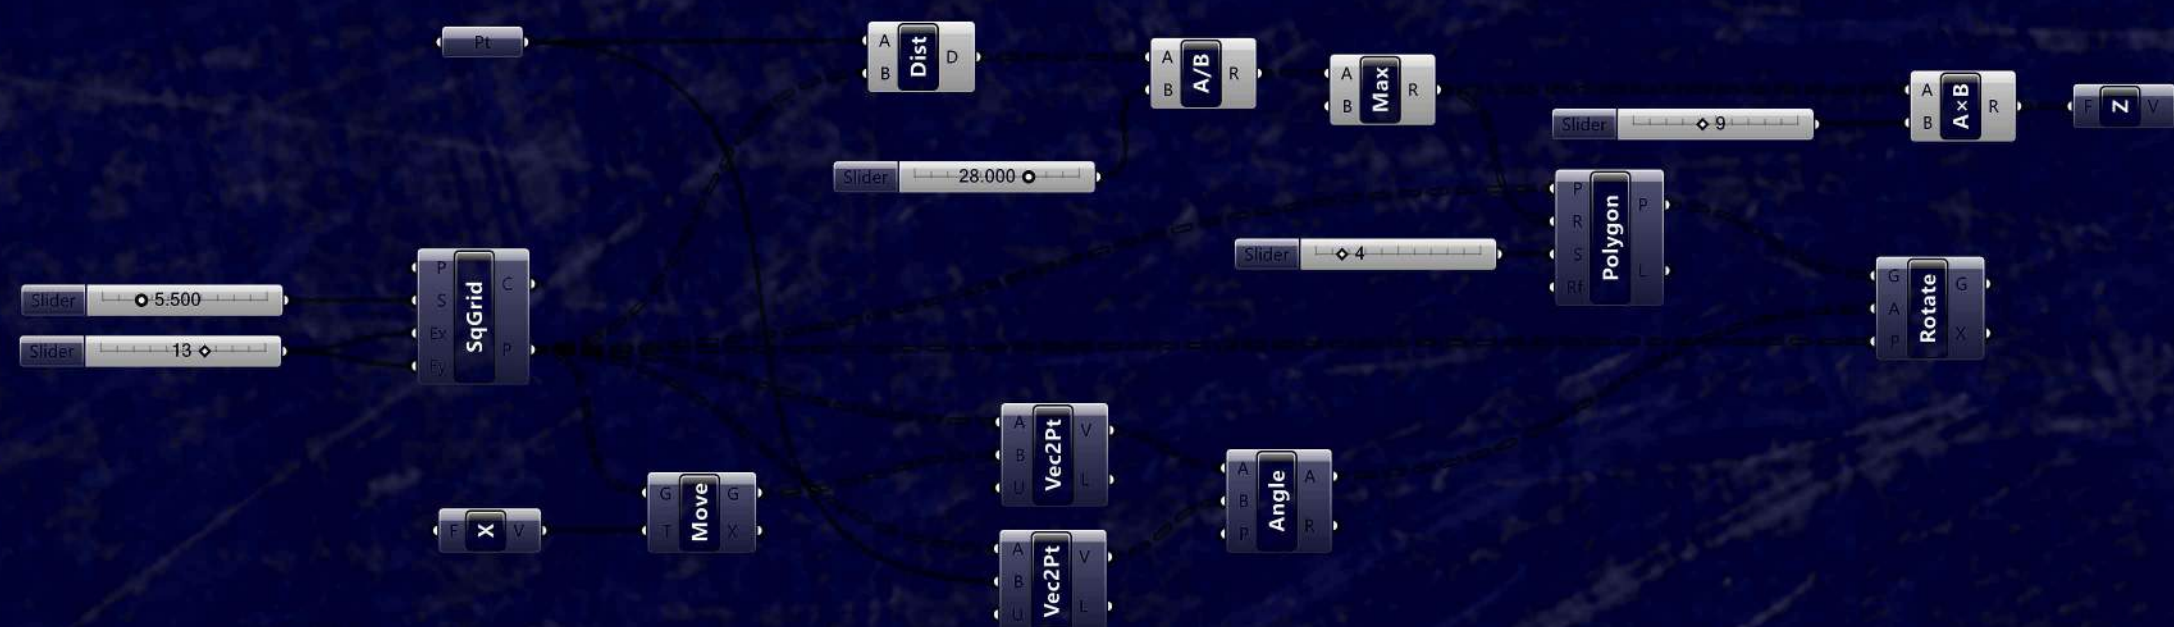 Pt
A
B
Dist
D
A
B
A/B
R
A
B
Max
R
Slider
9
A
B
A×B
R
F
Z
V
Slider
28.000
P
R
S
Rf
Polygon
P
L
Slider
4
Slider
5.500
Slider
13
P
S
Ex
Ey
SqGrid
C
P
G
A
P
Rotate
G
X
A
B
U
Vec2Pt
V
L
A
B
P
Angle
A
R
F
X
V
G
T
Move
G
X
A
B
U
Vec2Pt
V
L